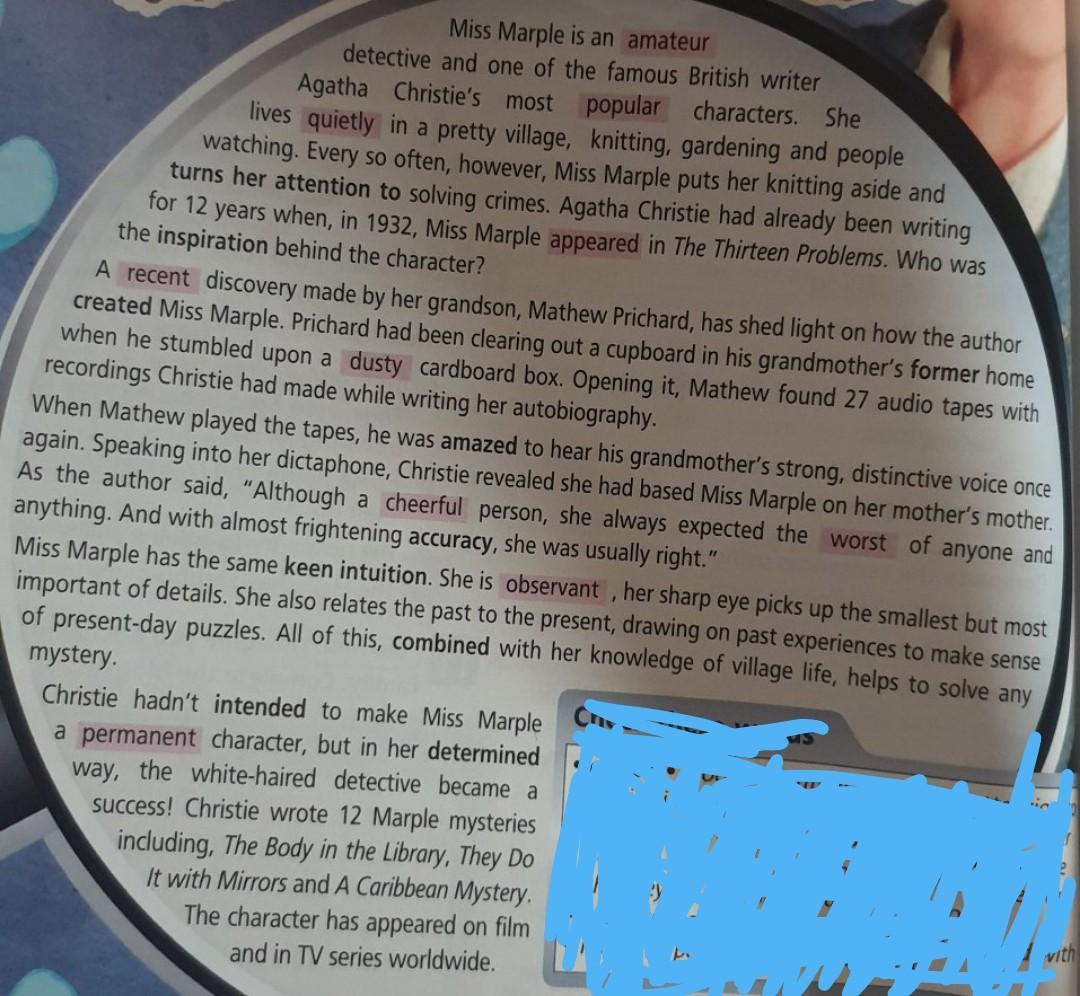 Miss Marple is an amateur
detective and one of the famous British writer
Agatha Christie's most popular characters. She
lives quietly in a pretty village, knitting, gardening and people
watching. Every so often, however, Miss Marple puts her knitting aside and
turns her attention to solving crimes. Agatha Christie had already been writing
for 12 years when, in 1932, Miss Marple appeared in The Thirteen Problems. Who was
the inspiration behind the character?
A recent discovery made by her grandson, Mathew Prichard, has shed light on how the author
created Miss Marple. Prichard had been clearing out a cupboard in his grandmother's former home
when he stumbled upon a dusty cardboard box. Opening it, Mathew found 27 audio tapes with
recordings Christie had made while writing her autobiography.
When Mathew played the tapes, he was amazed to hear his grandmother's strong, distinctive voice once
again. Speaking into her dictaphone, Christie revealed she had based Miss Marple on her mother's mother.
As the author said, "Although a cheerful person, she always expected the worst of anyone and
anything. And with almost frightening accuracy, she was usually right."
Miss Marple has the same keen intuition. She is observant , her sharp eye picks up the smallest but most
important of details. She also relates the past to the present, drawing on past experiences to make sense
of present-day puzzles. All of this, combined with her knowledge of village life, helps to solve any
mystery.
Christie hadn't intended to make Miss Marple
a permanent character, but in her determined
way, the white-haired detective became a
success! Christie wrote 12 Marple mysteries
including, The Body in the Library, They Do
It with Mirrors and A Caribbean Mystery.
The character has appeared on film
and in TV series worldwide.
with